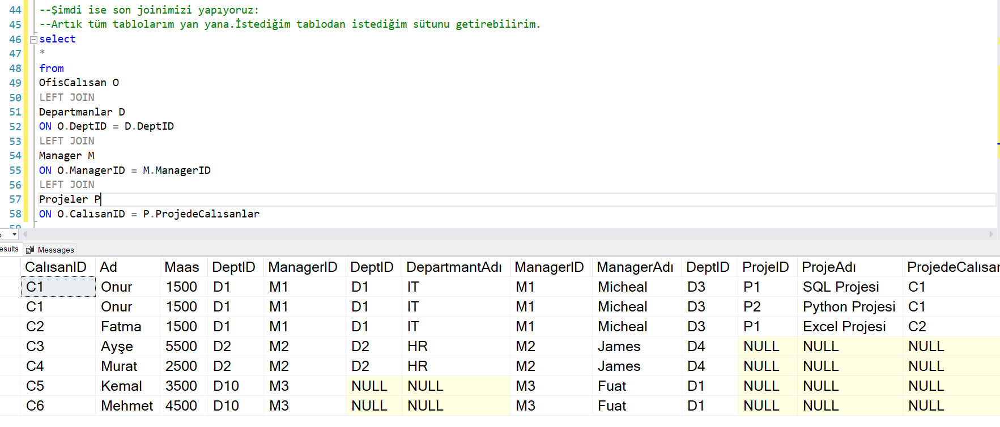 44 --Şimdi ise son joinimizi yapıyoruz:
45 --Artık tüm tablolarım yan yana.İstediğim tablodan istediğim sütunu getirebilirim.
46 select
47 *
48 from
49 OfisCalısan O
50 LEFT JOIN
51 Departmanlar D
52 ON O.DeptID = D.DeptID
53 LEFT JOIN
54 Manager M
55 ON O.ManagerID = M.ManagerID
56 LEFT JOIN
57 Projeler P
58 ON O.CalısanID = P.ProjedeCalısanlar
59
esults Messages
CalısanID Ad Maas DeptID ManagerID DeptID DepartmantAdı ManagerID ManagerAdı DeptID ProjeID ProjeAdı ProjedeCalısar
C1 Onur 1500 D1 M1 D1 IT M1 Micheal D3 P1 SQL Projesi C1
C1 Onur 1500 D1 M1 D1 IT M1 Micheal D3 P2 Python Projesi C1
C2 Fatma 1500 D1 M1 D1 IT M1 Micheal D3 P1 Excel Projesi C2
C3 Ayşe 5500 D2 M2 D2 HR M2 James D4 NULL NULL NULL
C4 Murat 2500 D2 M2 D2 HR M2 James D4 NULL NULL NULL
C5 Kemal 3500 D10 M3 NULL NULL M3 Fuat D1 NULL NULL NULL
C6 Mehmet 4500 D10 M3 NULL NULL M3 Fuat D1 NULL NULL NULL